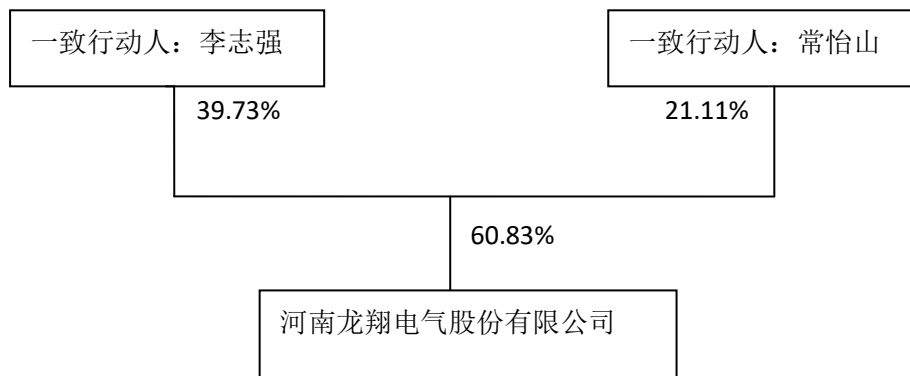 一致行动人：李志强
一致行动人：常怡山
39.73%
21.11%
60.83%
河南龙翔电气股份有限公司